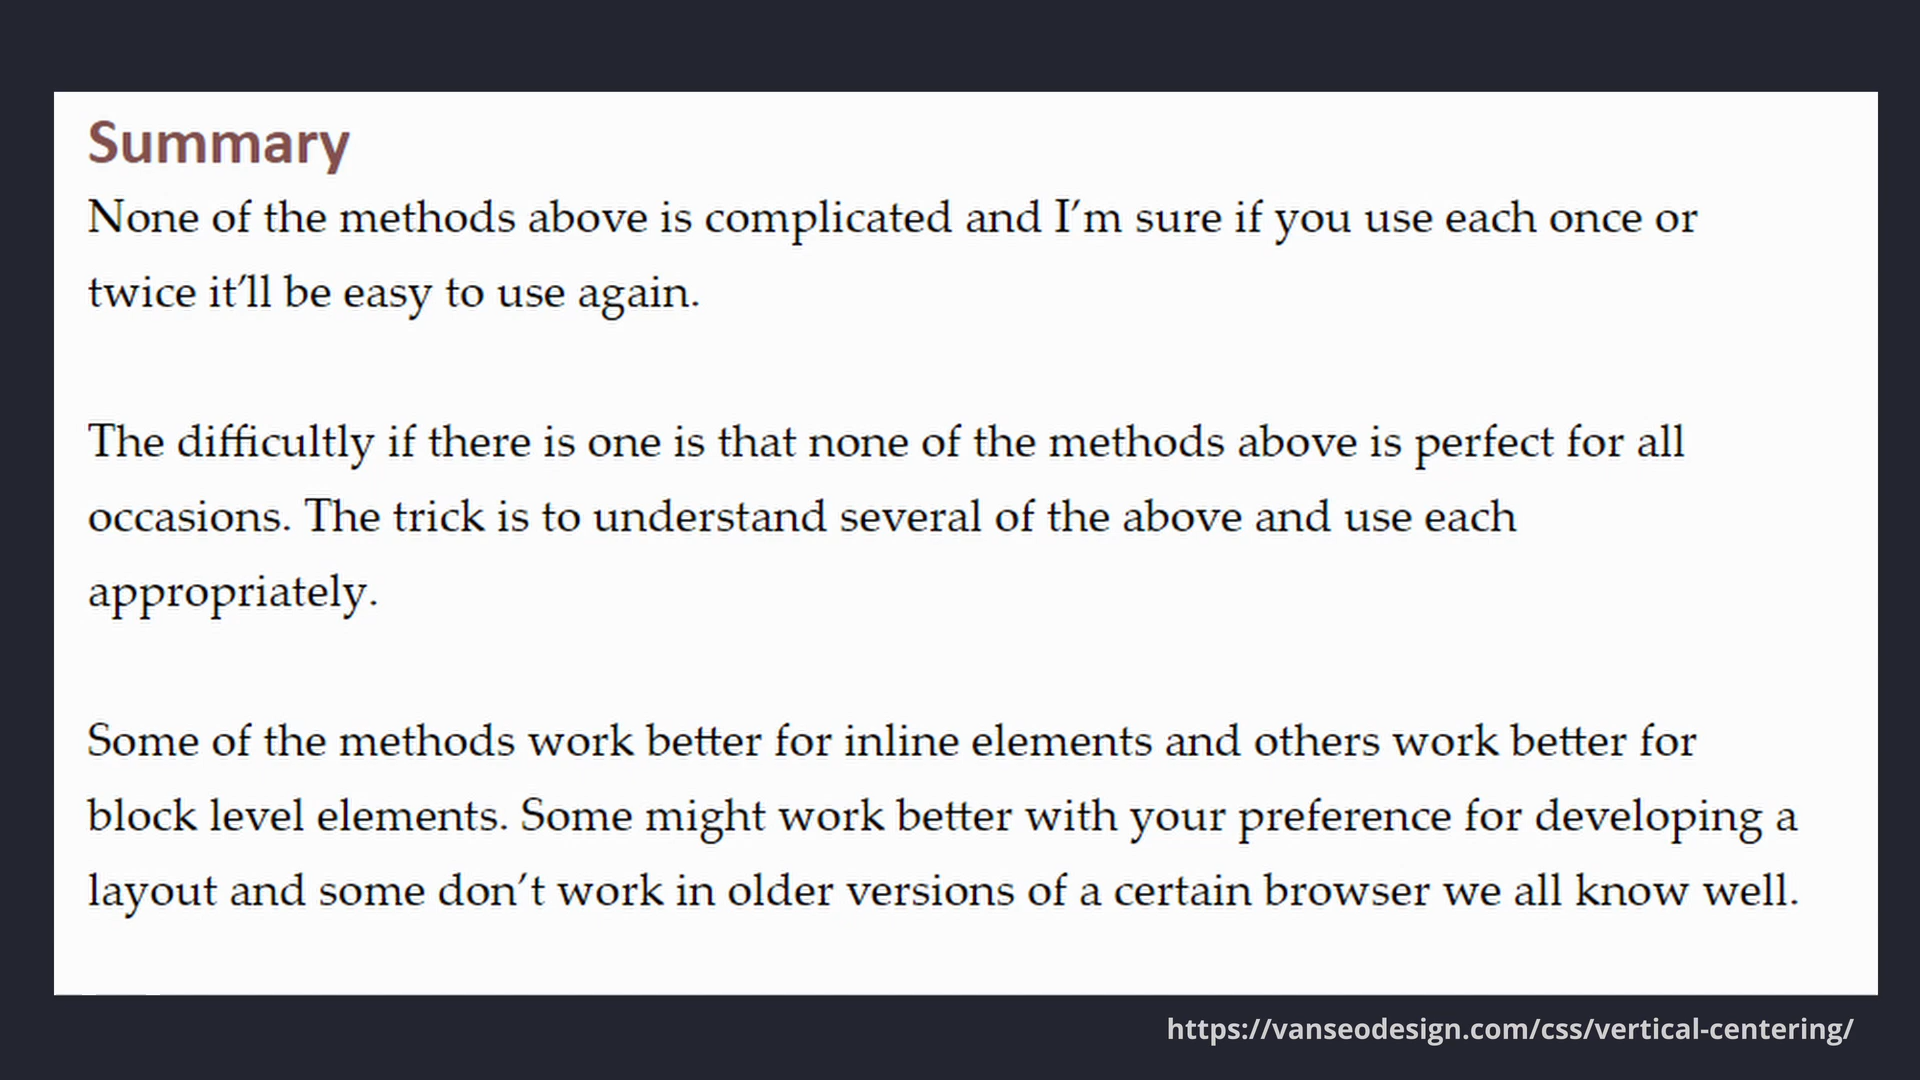 Summary
None of the methods above is complicated and I’m sure if you use each once or
twice it’ll be easy to use again.
The difficultly if there is one is that none of the methods above is perfect for all
occasions. The trick is to understand several of the above and use each
appropriately.
Some of the methods work better for inline elements and others work better for
block level elements. Some might work better with your preference for developing a
layout and some don’t work in older versions of a certain browser we all know well.
https://vanseodesign.com/css/vertical-centering/